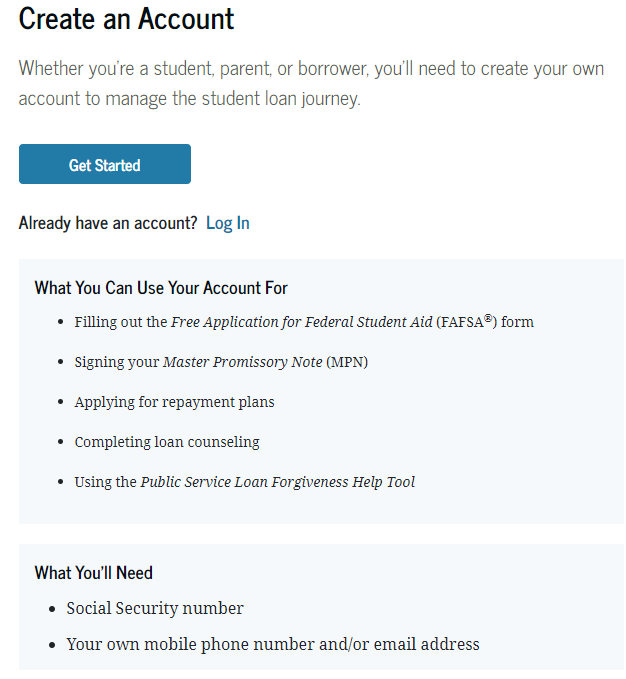 Create an Account
Whether you're a student, parent, or borrower, you'll need to create your own
account to manage the student loan journey.
Get Started
Already have an account? Log In
What You Can Use Your Account For
• Filling out the Free Application for Federal Student Aid (FAFSA®) form
• Signing your Master Promissory Note (MPN)
• Applying for repayment plans
• Completing loan counseling
• Using the Public Service Loan Forgiveness Help Tool
What You'll Need
• Social Security number
• Your own mobile phone number and/or email address